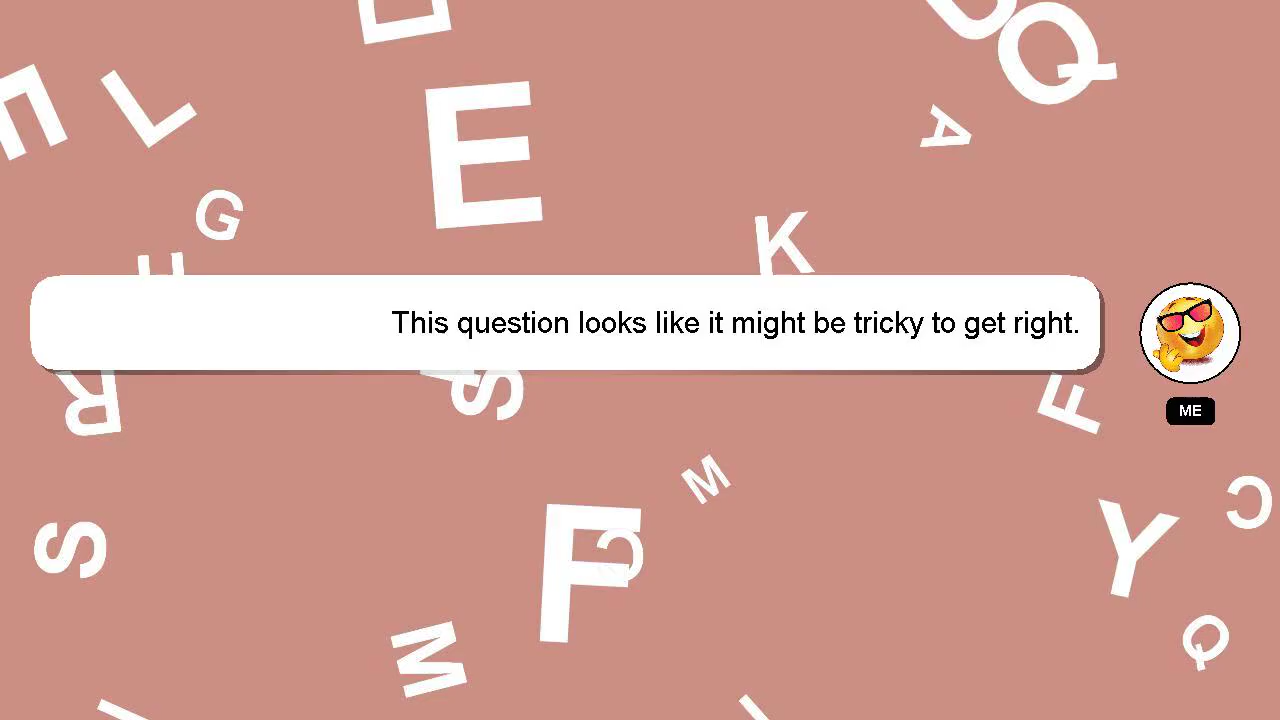 This question looks like it might be tricky to get right.
ME
E
L
E
G
K
A
Q
R
S
F
M
S
F
G
Y
C
Q
M